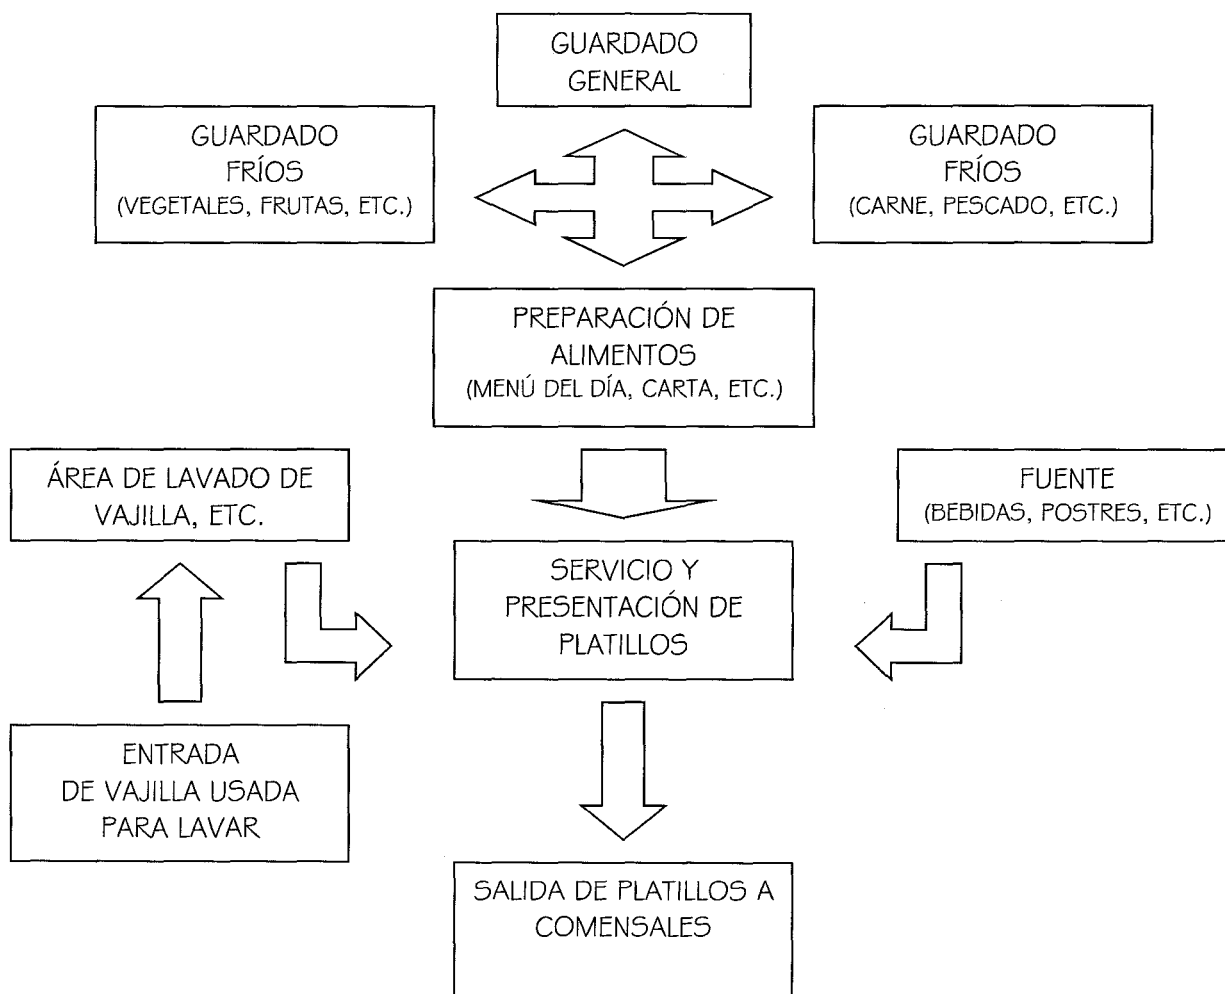 GUARDADO
GENERAL
GUARDADO
FRÍOS
(VEGETALES, FRUTAS, ETC.)
GUARDADO
FRÍOS
(CARNE, PESCADO, ETC.)
PREPARACIÓN DE
ALIMENTOS
(MENÚ DEL DÍA, CARTA, ETC.)
ÁREA DE LAVADO DE
VAJILLA, ETC.
FUENTE
(BEBIDAS, POSTRES, ETC.)
SERVICIO Y
PRESENTACIÓN DE
PLATILLOS
ENTRADA
DE VAJILLA USADA
PARA LAVAR
SALIDA DE PLATILLOS A
COMENSALES